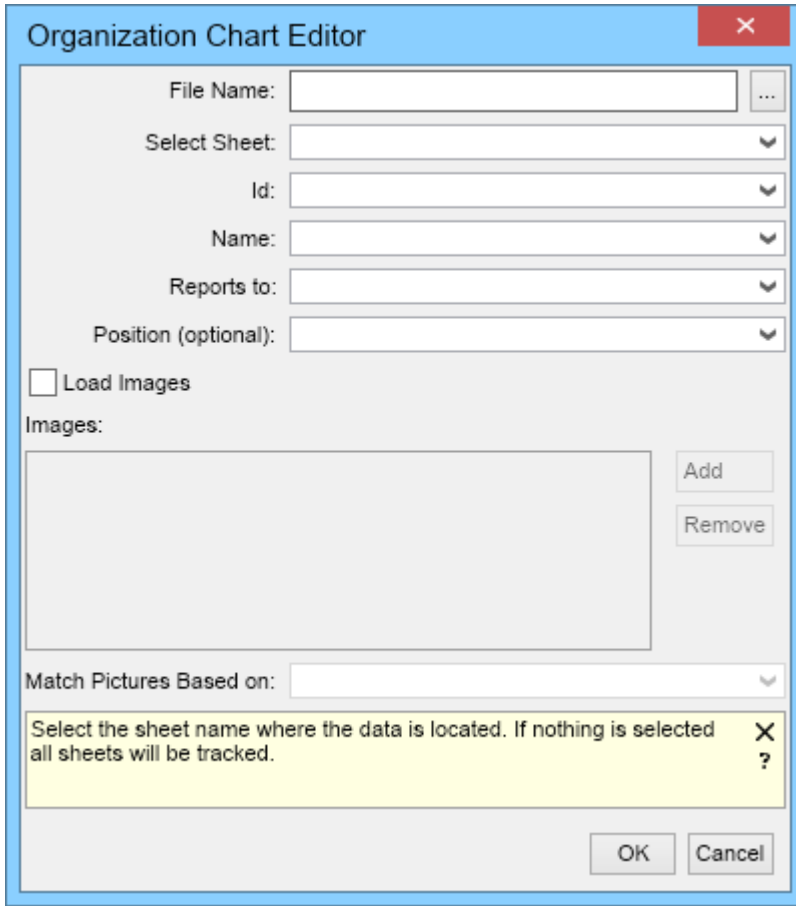 Organization Chart Editor
File Name:
...
Select Sheet:
Id:
Name:
Reports to:
Position (optional):
Load Images
Images:
Add
Remove
Match Pictures Based on:
Select the sheet name where the data is located. If nothing is selected
all sheets will be tracked.
?
OK
Cancel